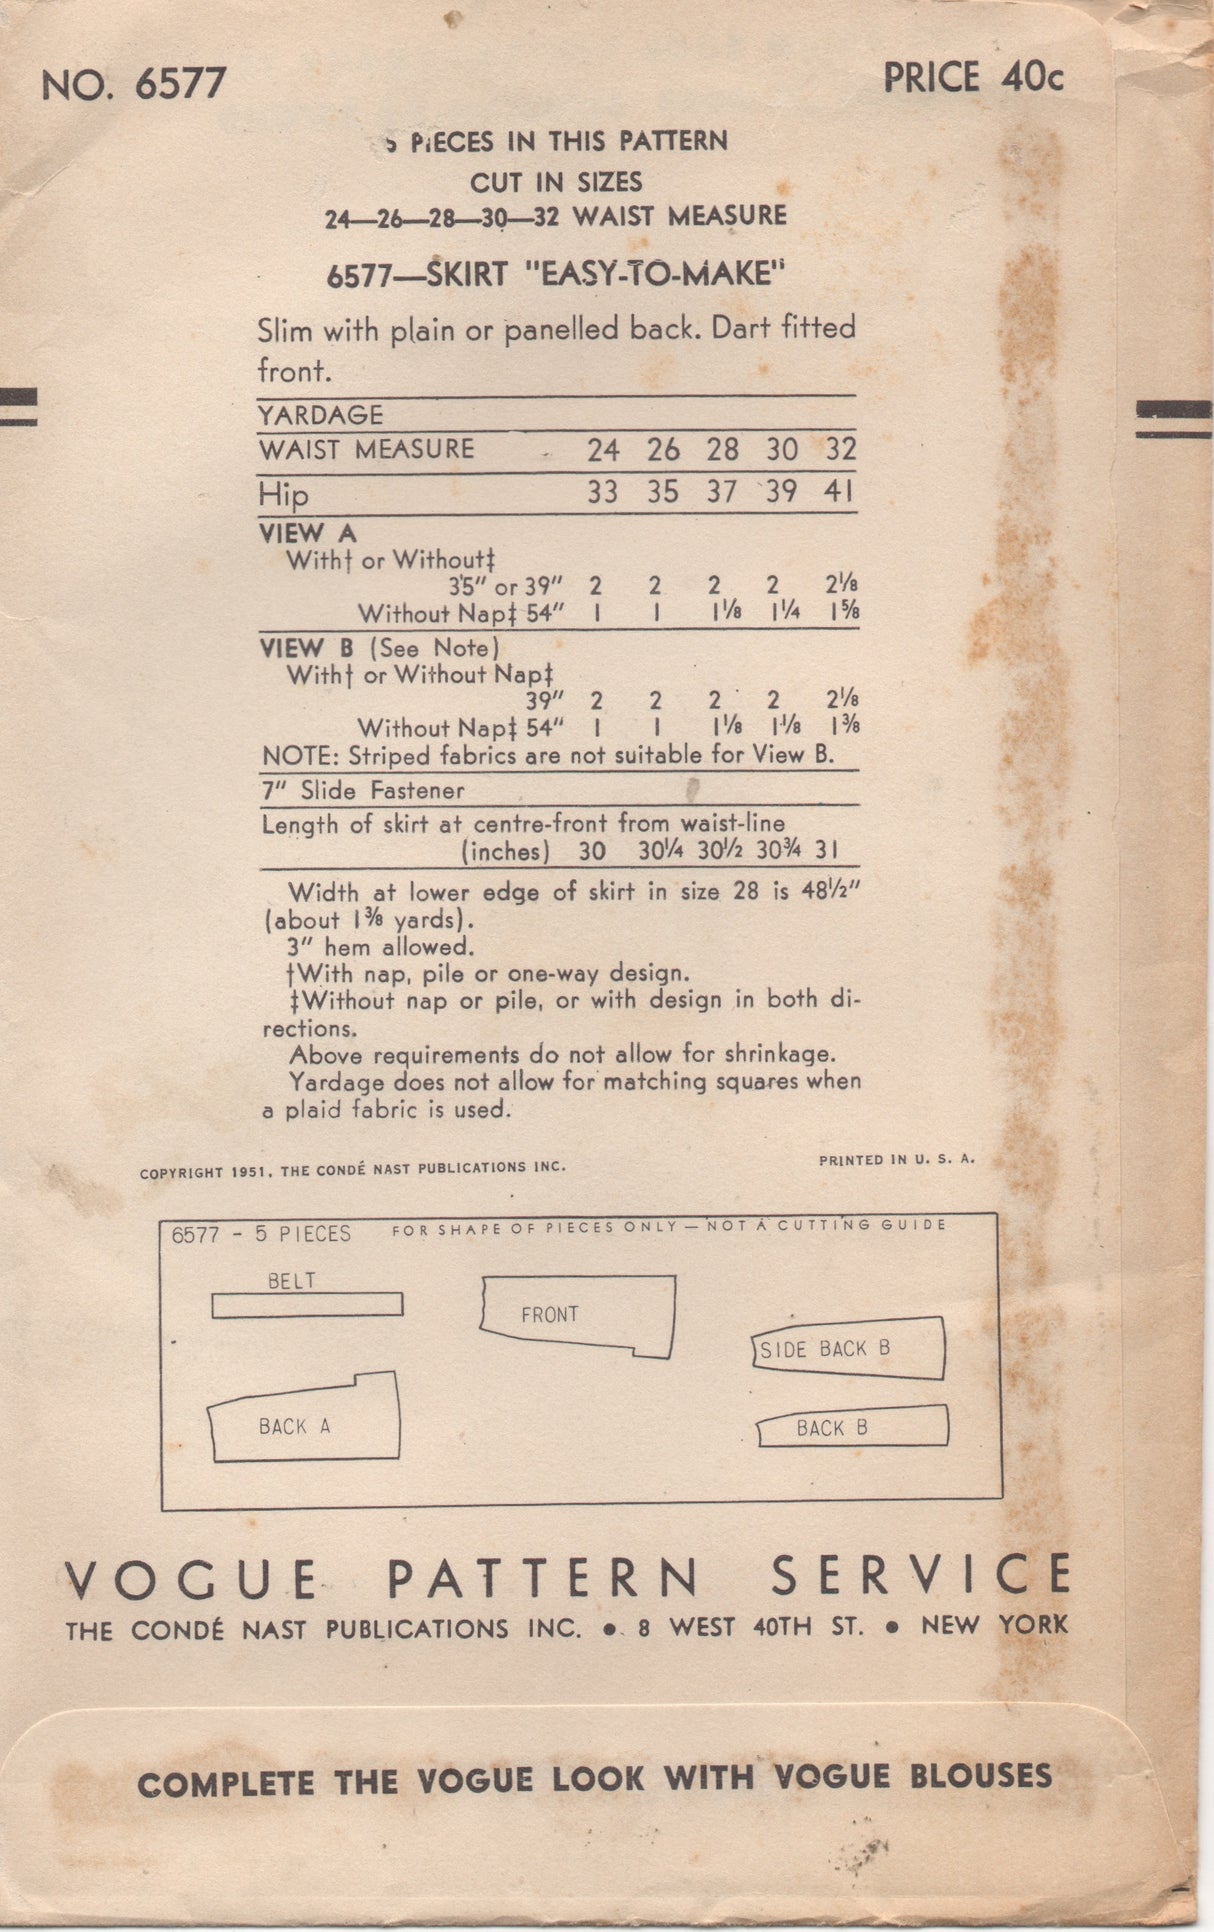 NO. 6577 PRICE 40c
5 PIECES IN THIS PATTERN
CUT IN SIZES
24—26—28—30—32 WAIST MEASURE
6577—SKIRT "EASY-TO-MAKE"
Slim with plain or panelled back. Dart fitted
front.
YARDAGE
WAIST MEASURE 24 26 28 30 32
Hip 33 35 37 39 41
VIEW A
With† or Without‡
35" or 39" 2 2 2 2 2⅛
Without Nap‡ 54" 1 1 1⅛ 1¼ 1⅝
VIEW B (See Note)
With† or Without Nap‡
39" 2 2 2 2 2⅛
Without Nap‡ 54" 1 1 1⅛ 1⅛ 1⅜
NOTE: Striped fabrics are not suitable for View B.
7" Slide Fastener
Length of skirt at centre-front from waist-line
(inches) 30 30¼ 30½ 30¾ 31
Width at lower edge of skirt in size 28 is 48½"
(about 1⅜ yards).
3" hem allowed.
†With nap, pile or one-way design.
‡Without nap or pile, or with design in both di-
rections.
Above requirements do not allow for shrinkage.
Yardage does not allow for matching squares when
a plaid fabric is used.
COPYRIGHT 1951, THE CONDÉ NAST PUBLICATIONS INC. PRINTED IN U. S. A.
6577 - 5 PIECES FOR SHAPE OF PIECES ONLY — NOT A CUTTING GUIDE
BELT
FRONT
SIDE BACK B
BACK A
BACK B
VOGUE PATTERN SERVICE
THE CONDÉ NAST PUBLICATIONS INC. • 8 WEST 40TH ST. • NEW YORK
COMPLETE THE VOGUE LOOK WITH VOGUE BLOUSES